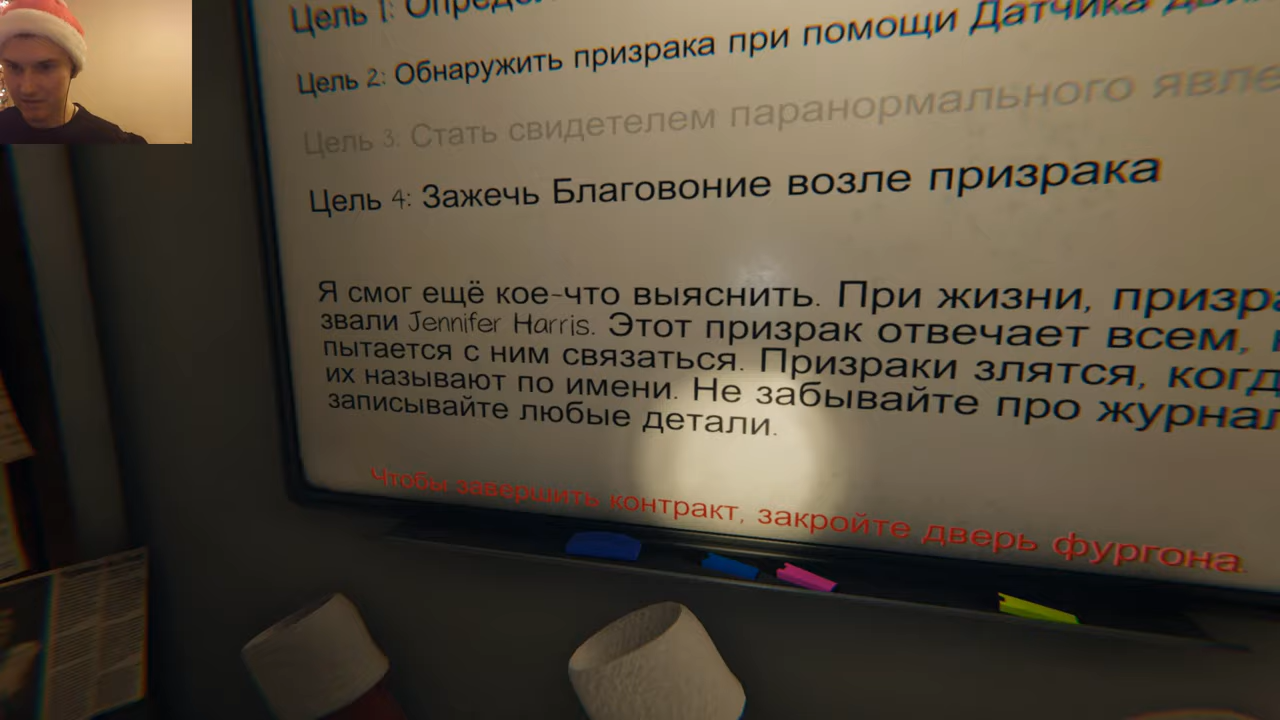 Цель 1:
Цель 2: Обнаружить призрака при помощи Датчика
Цель 3: Стать свидетелем паранормального
Цель 4: Зажечь Благовоние возле призрака
Я смог ещё кое-что выяснить. При жизни,
звали Jennifer Harris. Этот призрак отвечает всем,
пытается с ним связаться. Призраки злятся,
их называют по имени. Не забывайте про
записывайте любые детали.
Чтобы завершить контракт, закройте дверь фургона.